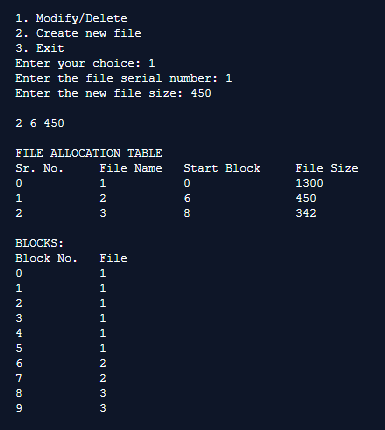 1. Modify/Delete
2. Create new file
3. Exit
Enter your choice: 1
Enter the file serial number: 1
Enter the new file size: 450
2 6 450
FILE ALLOCATION TABLE
Sr. No. File Name Start Block File Size
0 1 0 1300
1 2 6 450
2 3 8 342
BLOCKS:
Block No. File
0 1
1 1
2 1
3 1
4 1
5 1
6 2
7 2
8 3
9 3